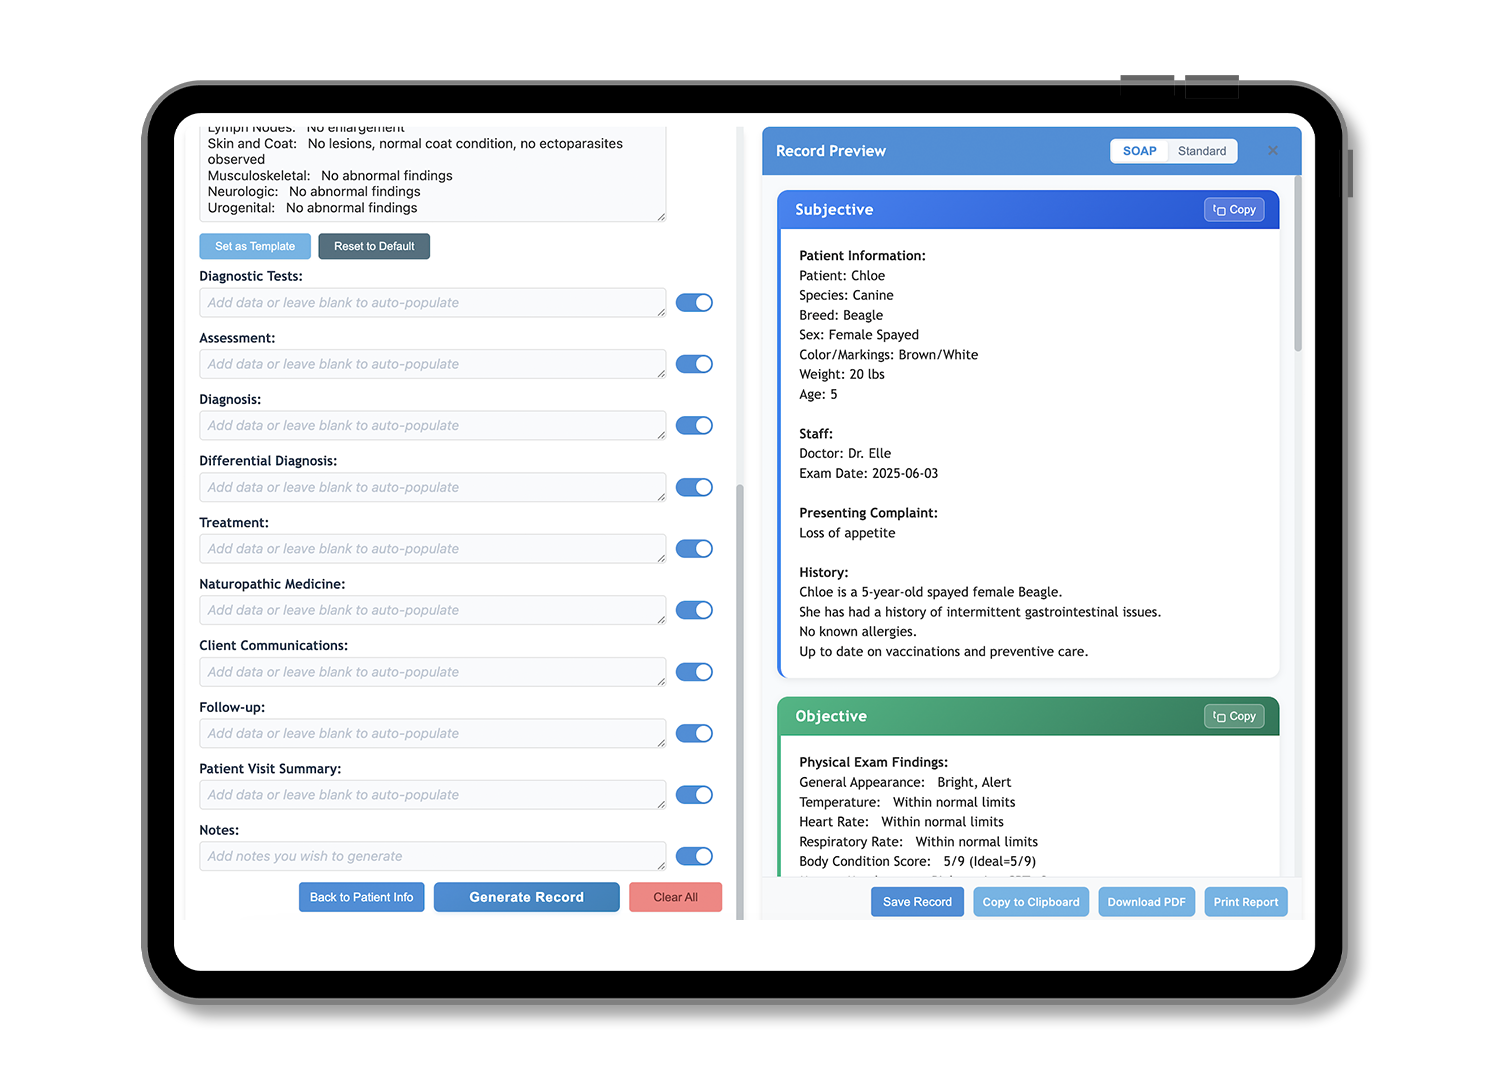 Lymph Nodes: No enlargement
Skin and Coat: No lesions, normal coat condition, no ectoparasites
observed
Musculoskeletal: No abnormal findings
Neurologic: No abnormal findings
Urogenital: No abnormal findings
Set as Template
Reset to Default
Diagnostic Tests:
Add data or leave blank to auto-populate
Assessment:
Add data or leave blank to auto-populate
Diagnosis:
Add data or leave blank to auto-populate
Differential Diagnosis:
Add data or leave blank to auto-populate
Treatment:
Add data or leave blank to auto-populate
Naturopathic Medicine:
Add data or leave blank to auto-populate
Client Communications:
Add data or leave blank to auto-populate
Follow-up:
Add data or leave blank to auto-populate
Patient Visit Summary:
Add data or leave blank to auto-populate
Notes:
Add notes you wish to generate
Back to Patient Info
Generate Record
Clear All
Record Preview
SOAP
Standard
Subjective
Copy
Patient Information:
Patient: Chloe
Species: Canine
Breed: Beagle
Sex: Female Spayed
Color/Markings: Brown/White
Weight: 20 lbs
Age: 5
Staff:
Doctor: Dr. Elle
Exam Date: 2025-06-03
Presenting Complaint:
Loss of appetite
History:
Chloe is a 5-year-old spayed female Beagle.
She has had a history of intermittent gastrointestinal issues.
No known allergies.
Up to date on vaccinations and preventive care.
Objective
Copy
Physical Exam Findings:
General Appearance: Bright, Alert
Temperature: Within normal limits
Heart Rate: Within normal limits
Respiratory Rate: Within normal limits
Body Condition Score: 5/9 (Ideal=5/9)
Save Record
Copy to Clipboard
Download PDF
Print Report